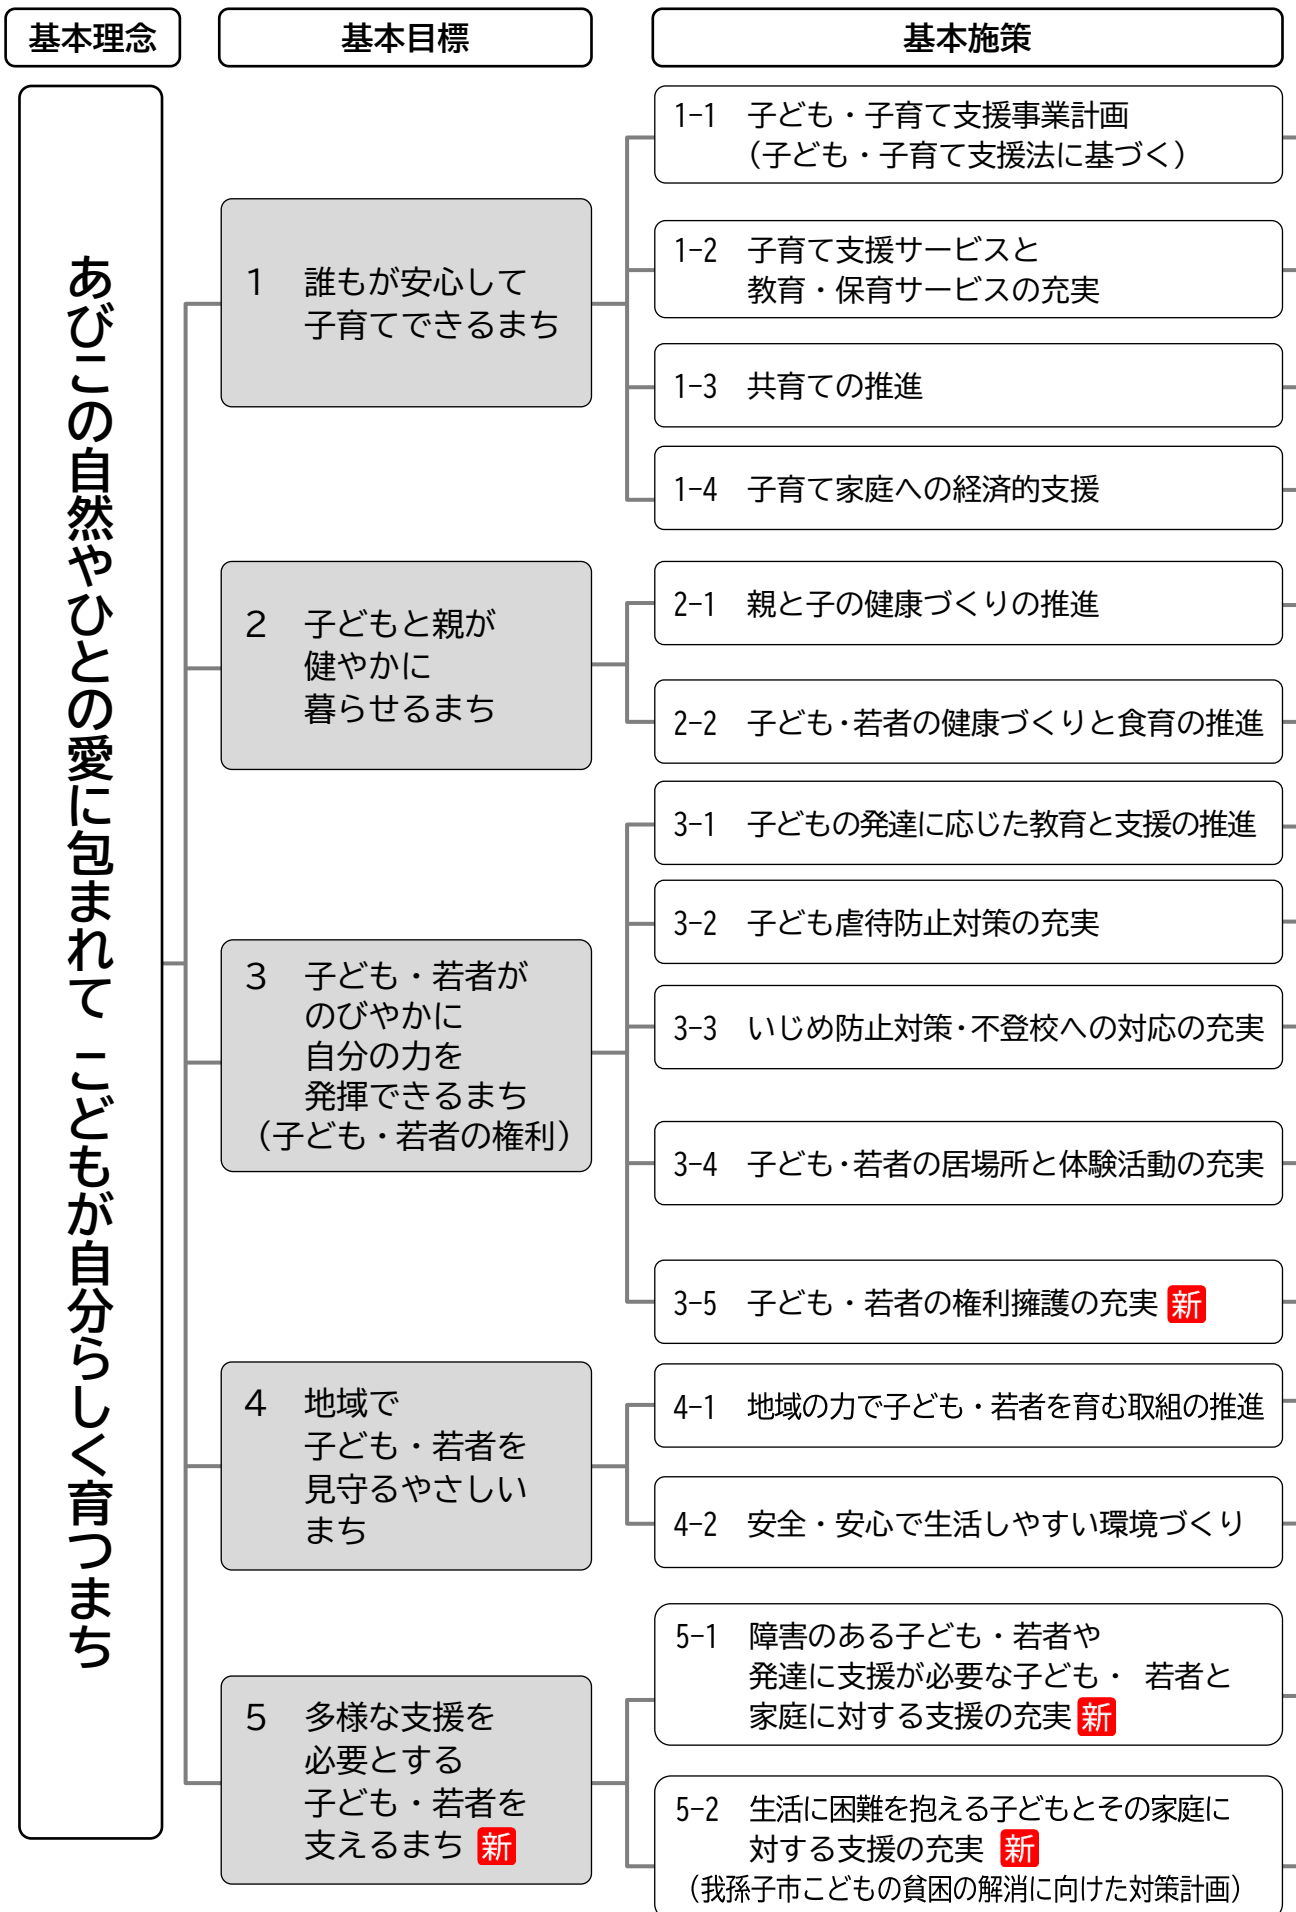 基本理念
基本目標
基本施策
あびこの自然やひとの愛に包まれて こどもが自分らしく育つまち
1 誰もが安心して
子育てできるまち
1-1 子ども・子育て支援事業計画
(子ども・子育て支援法に基づく)
1-2 子育て支援サービスと
教育・保育サービスの充実
1-3 共育ての推進
1-4 子育て家庭への経済的支援
2 子どもと親が
健やかに
暮らせるまち
2-1 親と子の健康づくりの推進
2-2 子ども・若者の健康づくりと食育の推進
3 子ども・若者が
のびやかに
自分の力を
発揮できるまち
(子ども・若者の権利)
3-1 子どもの発達に応じた教育と支援の推進
3-2 子ども虐待防止対策の充実
3-3 いじめ防止対策・不登校への対応の充実
3-4 子ども・若者の居場所と体験活動の充実
3-5 子ども・若者の権利擁護の充実 新
4 地域で
子ども・若者を
見守るやさしい
まち
4-1 地域の力で子ども・若者を育む取組の推進
4-2 安全・安心で生活しやすい環境づくり
5 多様な支援を
必要とする
子ども・若者を
支えるまち 新
5-1 障害のある子ども・若者や
発達に支援が必要な子ども・ 若者と
家庭に対する支援の充実 新
5-2 生活に困難を抱える子どもとその家庭に
対する支援の充実 新
(我孫子市こどもの貧困の解消に向けた対策計画)